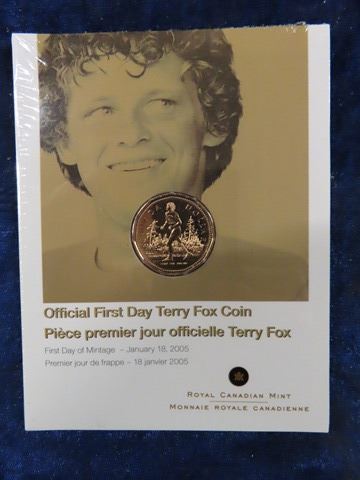 Official First Day Terry Fox Coin
Pièce premier jour officielle Terry Fox
First Day of Mintage – January 18, 2005
Premier jour de frappe – 18 janvier 2005
ROYAL CANADIAN MINT
MONNAIE ROYALE CANADIENNE